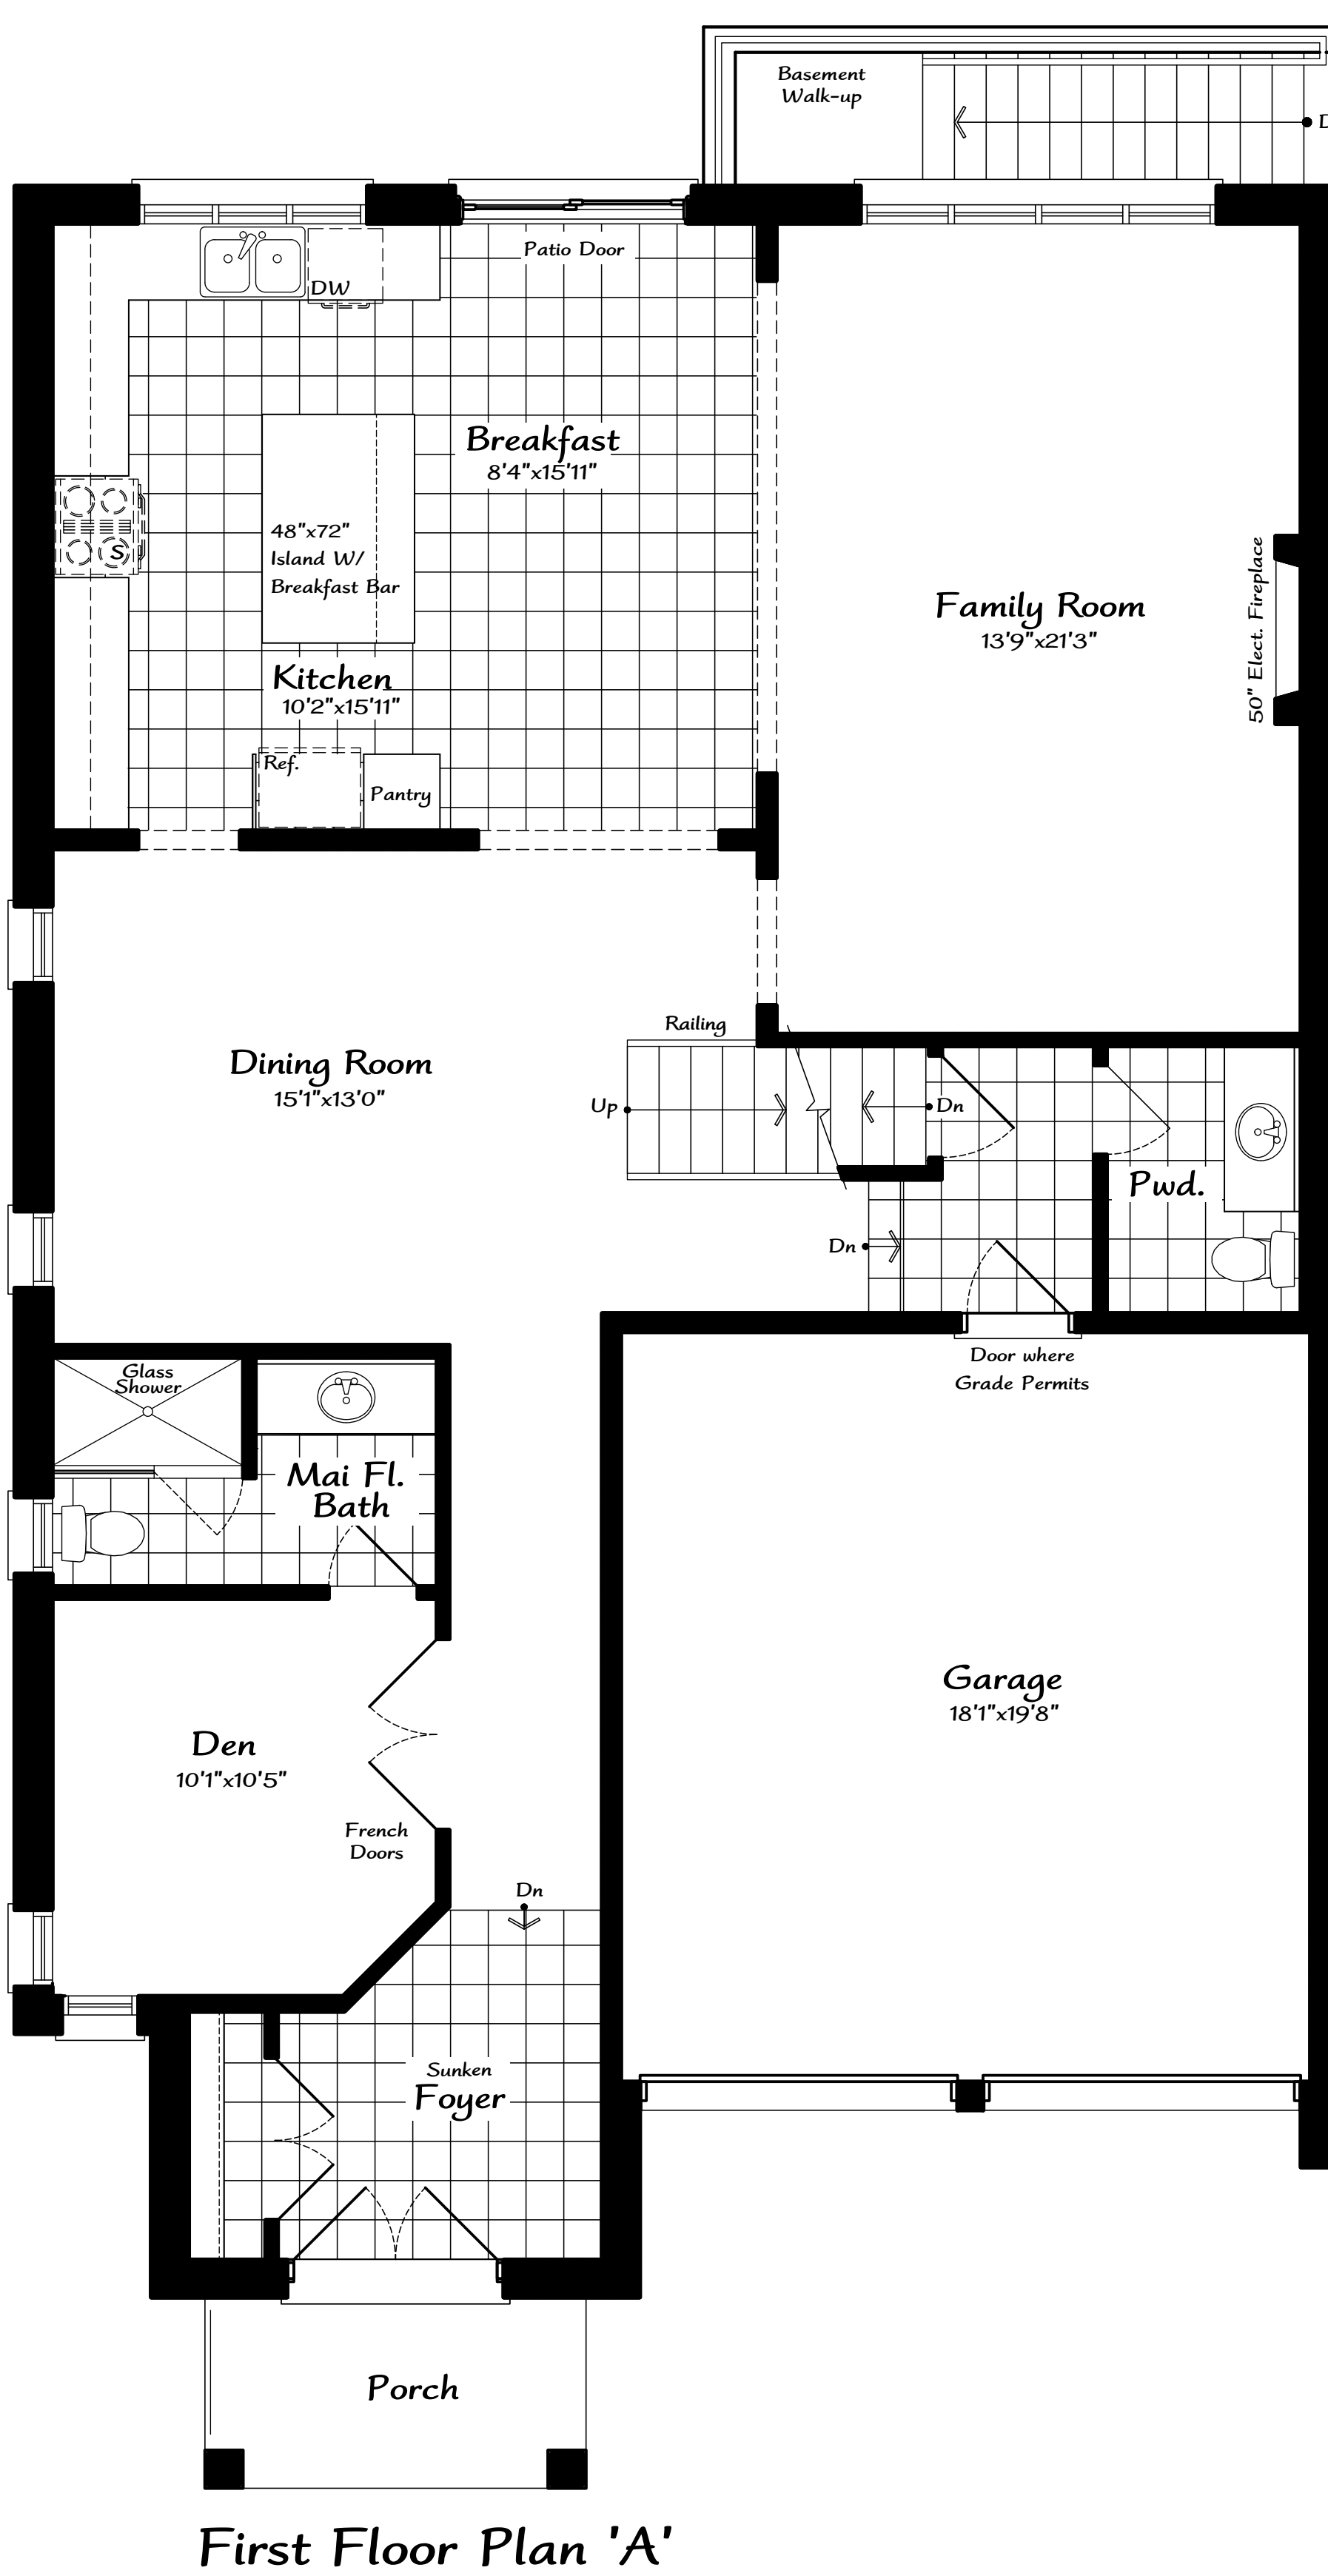 Basement
Walk-up
Patio Door
DW
Breakfast
8'4"x15'11"
S
48"x72"
Island W/
Breakfast Bar
Family Room
13'9"x21'3"
50" Elect. Fireplace
Kitchen
10'2"x15'11"
Ref.
Pantry
Railing
Dining Room
15'1"x13'0"
Up
Dn
Pwd.
Dn
Door where
Grade Permits
Glass
Shower
Mai Fl.
Bath
Garage
18'1"x19'8"
Den
10'1"x10'5"
French
Doors
Dn
Sunken
Foyer
Porch
First Floor Plan 'A'